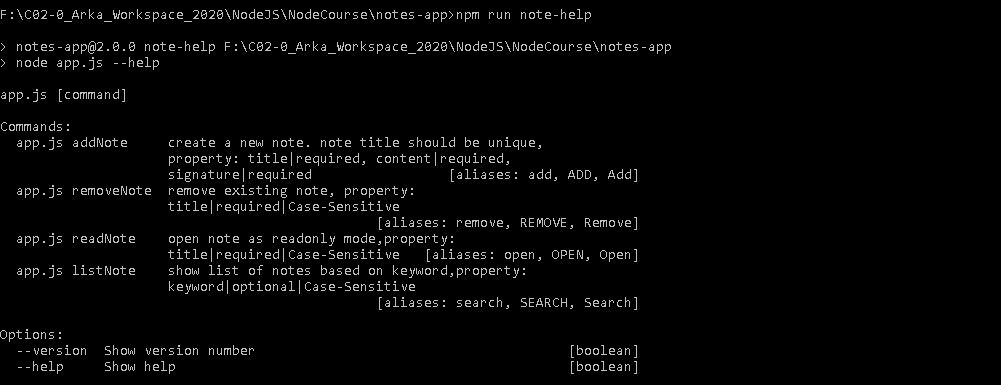 F:\C02-0_Arka_Workspace_2020\NodeJS\NodeCourse\notes-app>npm run note-help
> notes-app@2.0.0 note-help F:\C02-0_Arka_Workspace_2020\NodeJS\NodeCourse\notes-app
> node app.js --help
app.js [command]
Commands:
app.js addNote create a new note. note title should be unique,
property: title|required, content|required,
signature|required [aliases: add, ADD, Add]
app.js removeNote remove existing note, property:
title|required|Case-Sensitive
[aliases: remove, REMOVE, Remove]
app.js readNote open note as readonly mode,property:
title|required|Case-Sensitive [aliases: open, OPEN, Open]
app.js listNote show list of notes based on keyword,property:
keyword|optional|Case-Sensitive
[aliases: search, SEARCH, Search]
Options:
--version Show version number [boolean]
--help Show help [boolean]